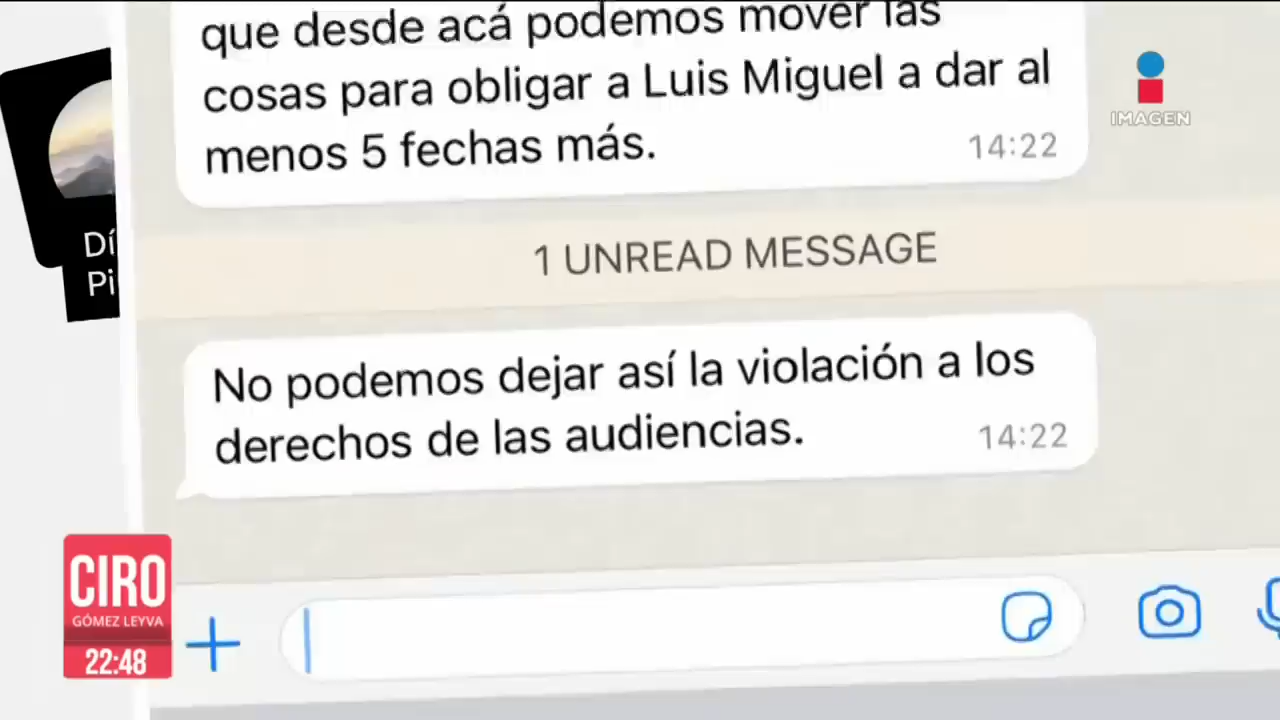 que desde acá podemos mover las
cosas para obligar a Luis Miguel a dar al
menos 5 fechas más.
14:22
IMAGEN
1 UNREAD MESSAGE
Dí
Pi
No podemos dejar así la violación a los
derechos de las audiencias.
14:22
CIRO
GÓMEZ LEYVA
22:48